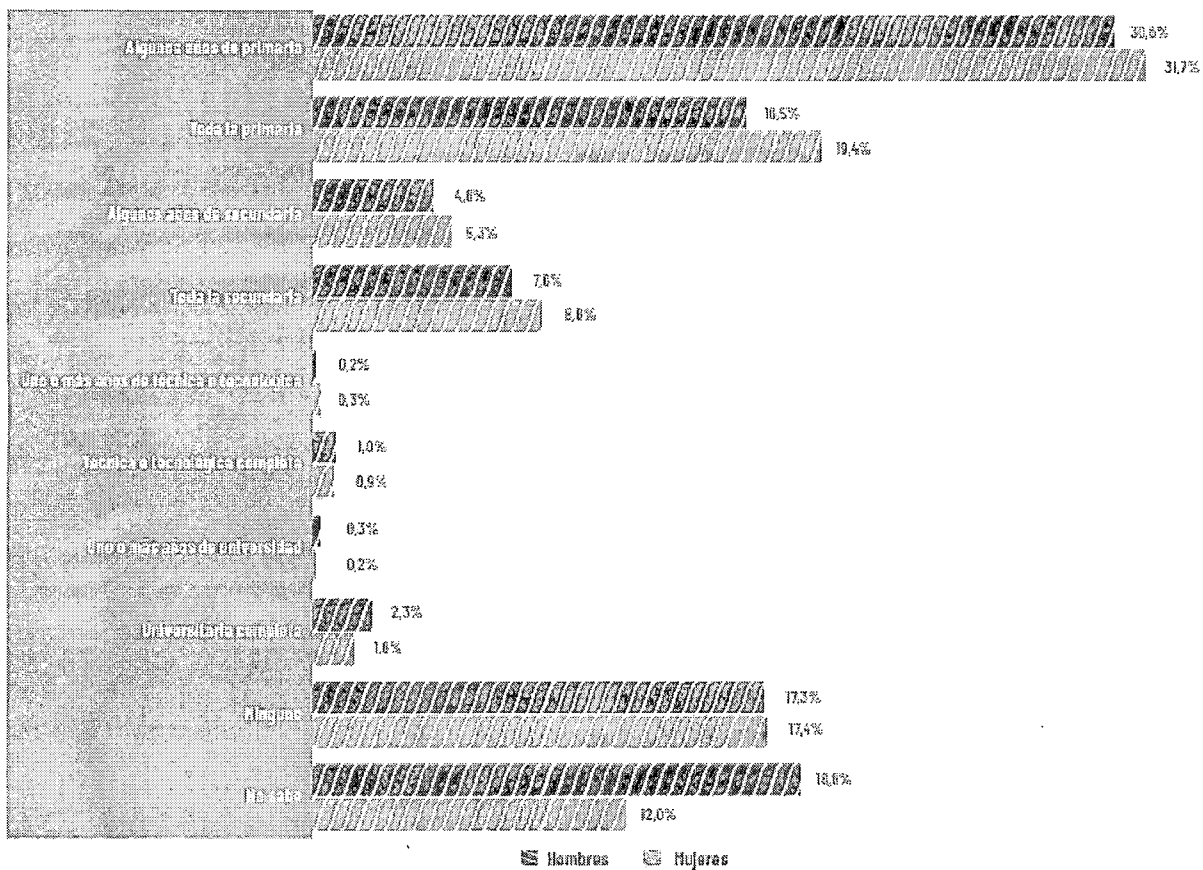 Algunos años de primaria
30,6%
31,7%
Toda la primaria
16,5%
19,4%
Algunos años de secundaria
4,6%
5,3%
Toda la secundaria
7,6%
Uno o más años de técnica o tecnológica
0,2%
0,3%
Técnica o tecnológica completa
1,0%
0,9%
Uno o más años de universidad
0,3%
0,2%
Universitaria completa
2,3%
1,6%
Ninguno
17,3%
17,4%
No sabe
18,6%
12,0%
Hombres Mujeres